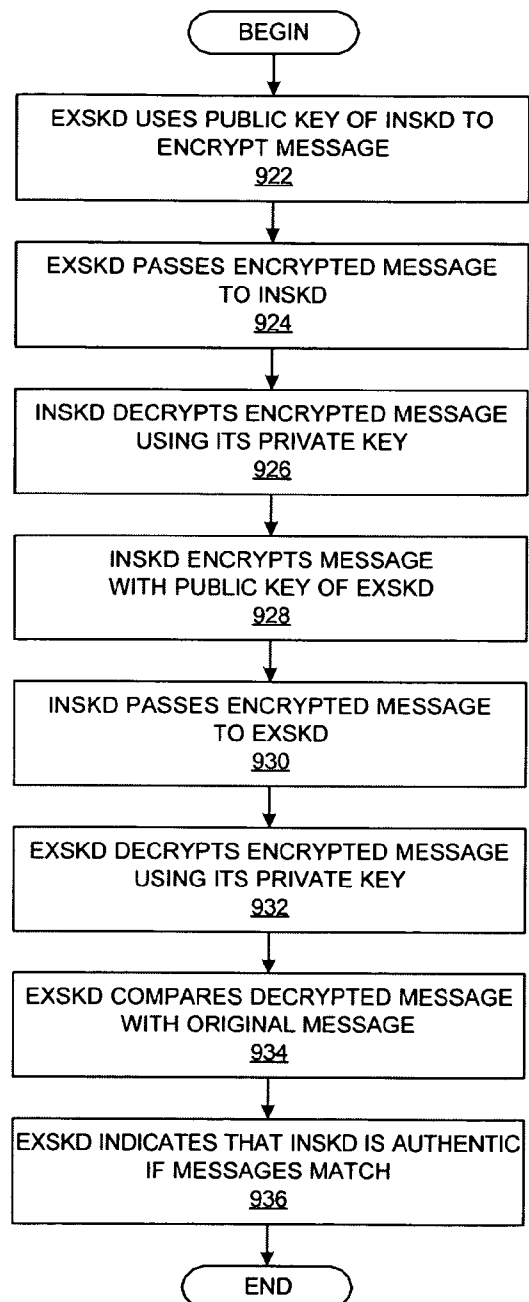 BEGIN
EXSKD USES PUBLIC KEY OF INSKD TO
ENCRYPT MESSAGE
922
EXSKD PASSES ENCRYPTED MESSAGE
TO INSKD
924
INSKD DECRYPTS ENCRYPTED MESSAGE
USING ITS PRIVATE KEY
926
INSKD ENCRYPTS MESSAGE
WITH PUBLIC KEY OF EXSKD
928
INSKD PASSES ENCRYPTED MESSAGE
TO EXSKD
930
EXSKD DECRYPTS ENCRYPTED MESSAGE
USING ITS PRIVATE KEY
932
EXSKD COMPARES DECRYPTED MESSAGE
WITH ORIGINAL MESSAGE
934
EXSKD INDICATES THAT INSKD IS AUTHENTIC
IF MESSAGES MATCH
936
END